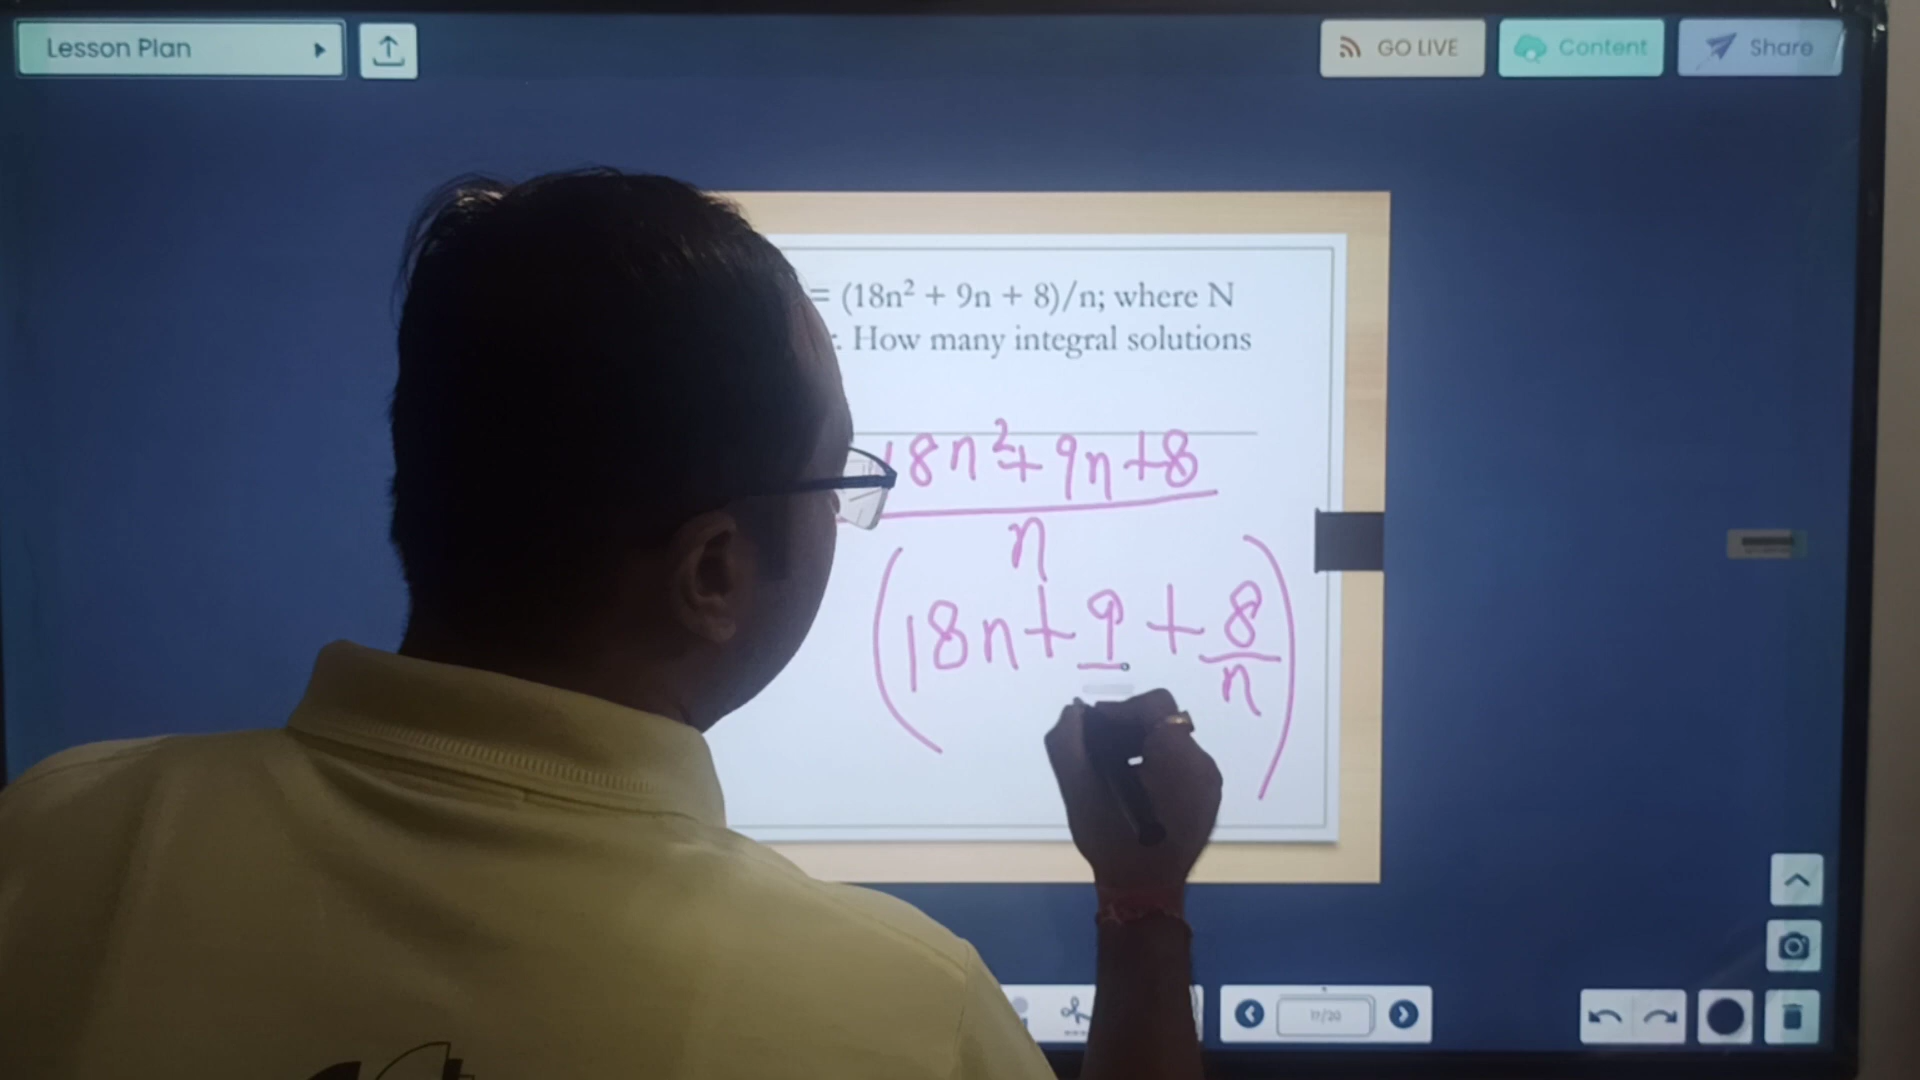 Lesson Plan
GO LIVE
Content
Share
= (18n² + 9n + 8)/n; where N
How many integral solutions
18n²+9n+8
n
(18n+9+8/n)